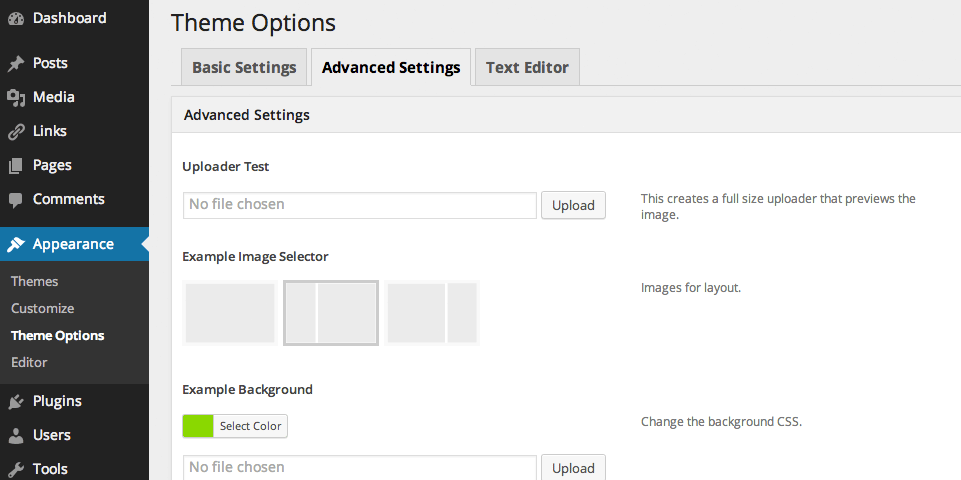 Dashboard
Posts
Media
Links
Pages
Comments
Appearance
Themes
Customize
Theme Options
Editor
Plugins
Users
Tools
Theme Options
Basic Settings
Advanced Settings
Text Editor
Advanced Settings
Uploader Test
No file chosen
Upload
This creates a full size uploader that previews the
image.
Example Image Selector
Images for layout.
Example Background
Select Color
Change the background CSS.
No file chosen
Upload